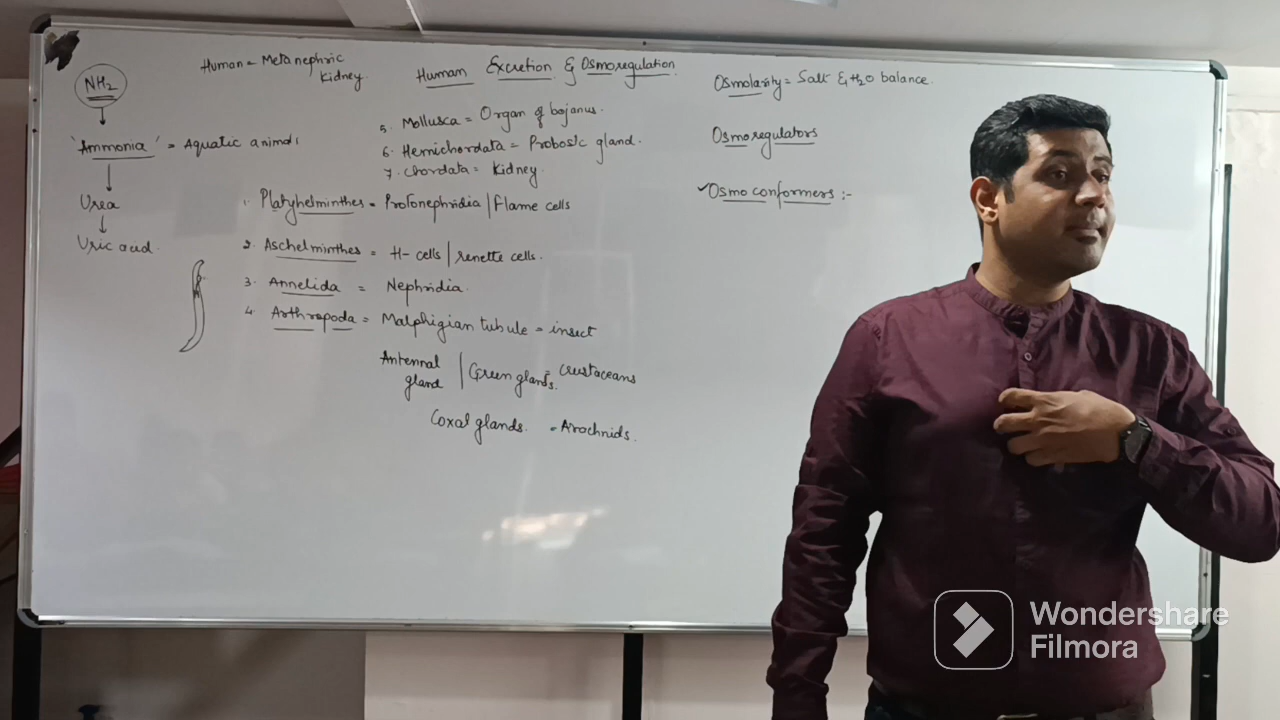 Human = Metanephric
Kidney.
Human Excretion & Osmoregulation
NH2
'Ammonia' = Aquatic animal
Urea
Uric acid.
5. Mollusca = Organ of bojanus.
6. Hemichordata = Probosic gland.
7. Chordata = Kidney.
1. Platyhelminthes = Protonephridia | Flame cells
2. Aschelminthes = H-cells | renette cells.
3. Annelida = Nephridia.
4. Arthropoda = Malphigian tubule = insect
Antennal gland | Green glands = crustaceans
Coxal glands. = Arachnids.
Osmolarity = Salt & H2O balance.
Osmoregulators
✓Osmo conformers :-
Wondershare
Filmora